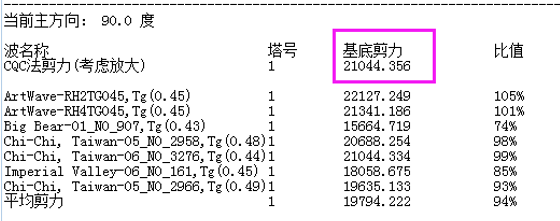 当前主方向: 90.0 度
波名称 塔号 基底剪力 比值
CQC法剪力(考虑放大) 1 21044.356
ArtWave-RH2TG045,Tg(0.45) 1 22127.249 105%
ArtWave-RH4TG045,Tg(0.45) 1 21341.186 101%
Big Bear-01_NO_907,Tg(0.43) 1 15664.719 74%
Chi-Chi, Taiwan-05_NO_2958,Tg(0.48)1 20688.254 98%
Chi-Chi, Taiwan-06_NO_3276,Tg(0.44)1 21044.334 99%
Imperial Valley-06_NO_161,Tg(0.45) 1 18058.675 85%
Chi-Chi, Taiwan-05_NO_2966,Tg(0.49)1 19635.133 93%
平均剪力 1 19794.222 94%